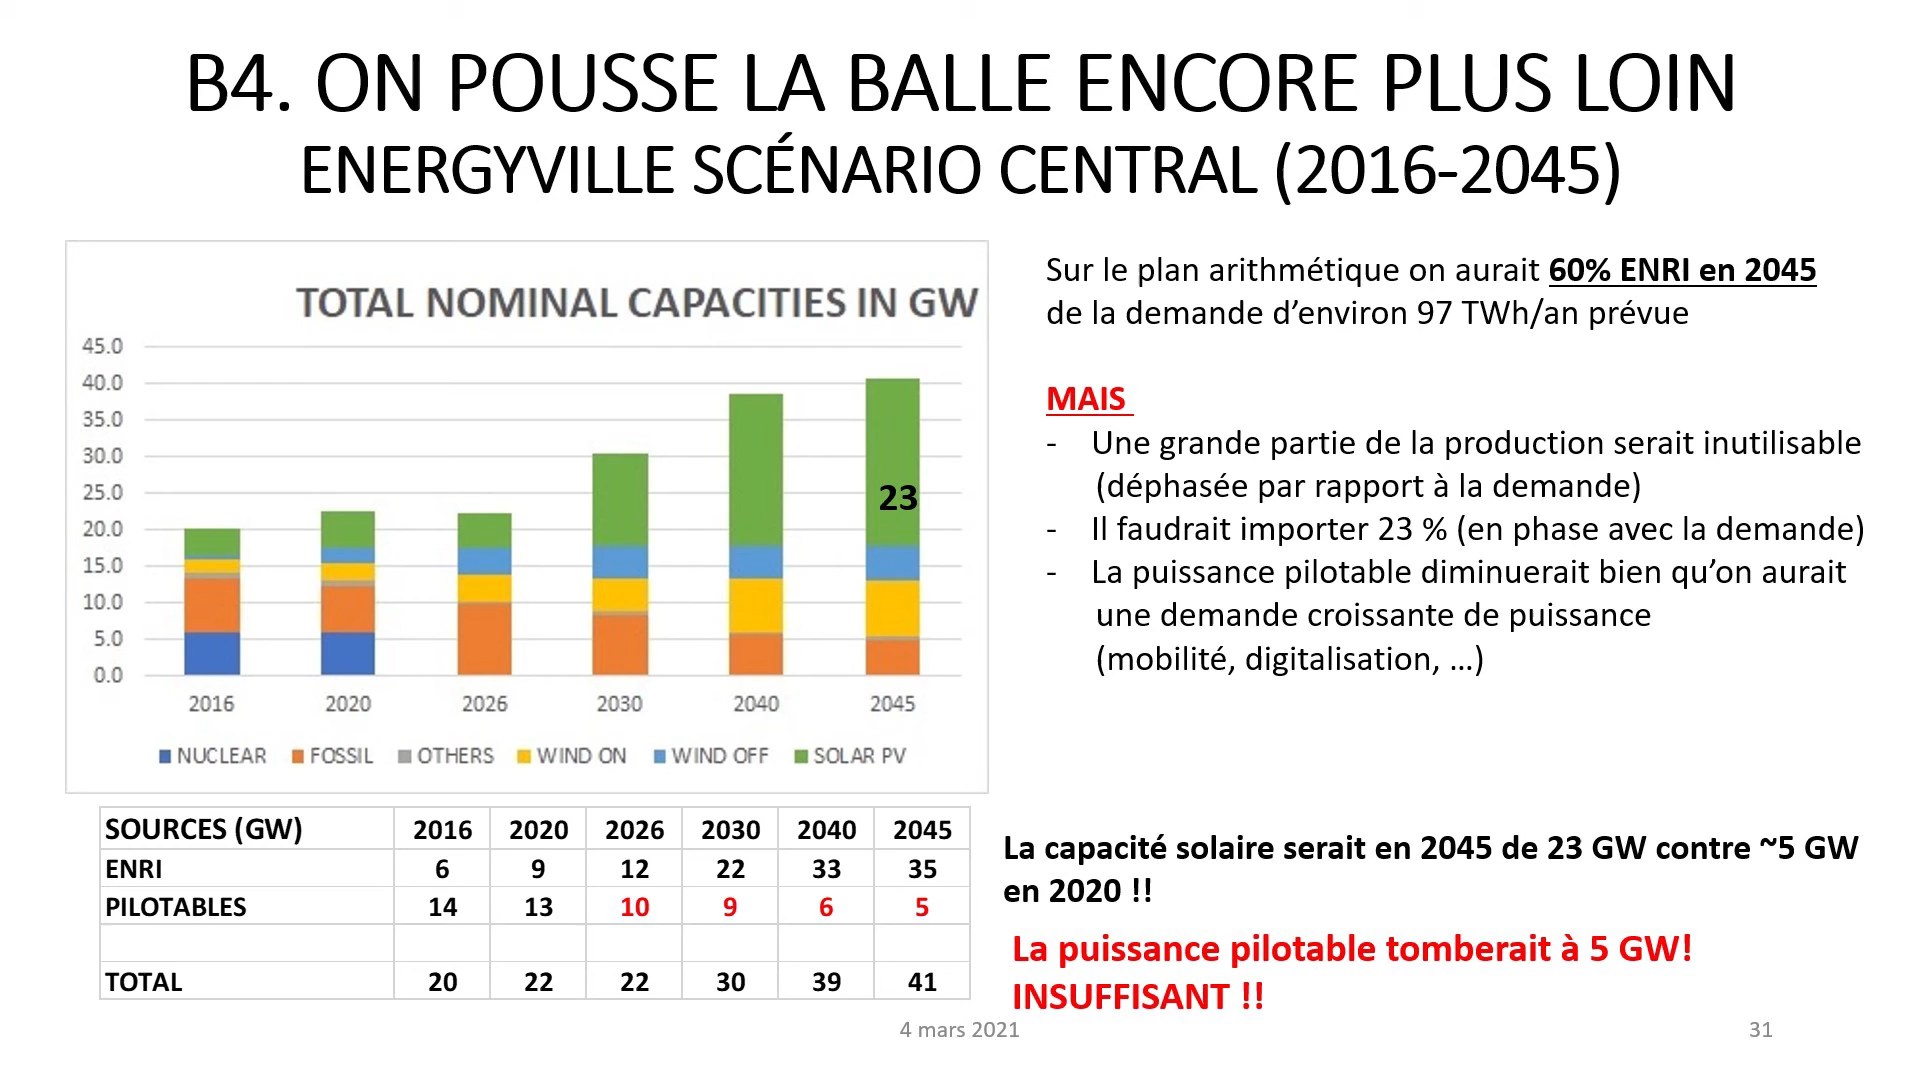 B4. ON POUSSE LA BALLE ENCORE PLUS LOIN
ENERGYVILLE SCÉNARIO CENTRAL (2016-2045)
TOTAL NOMINAL CAPACITIES IN GW
45.0
40.0
35.0
30.0
25.0
20.0
15.0
10.0
5.0
0.0
23
2016 2020 2026 2030 2040 2045
NUCLEAR FOSSIL OTHERS WIND ON WIND OFF SOLAR PV
Sur le plan arithmétique on aurait 60% ENRI en 2045
de la demande d’environ 97 TWh/an prévue
MAIS
- Une grande partie de la production serait inutilisable
(déphasée par rapport à la demande)
- Il faudrait importer 23 % (en phase avec la demande)
- La puissance pilotable diminuerait bien qu’on aurait
une demande croissante de puissance
(mobilité, digitalisation, …)
SOURCES (GW) 2016 2020 2026 2030 2040 2045
ENRI 6 9 12 22 33 35
PILOTABLES 14 13 10 9 6 5
TOTAL 20 22 22 30 39 41
La capacité solaire serait en 2045 de 23 GW contre ~5 GW
en 2020 !!
La puissance pilotable tomberait à 5 GW!
INSUFFISANT !!
4 mars 2021
31